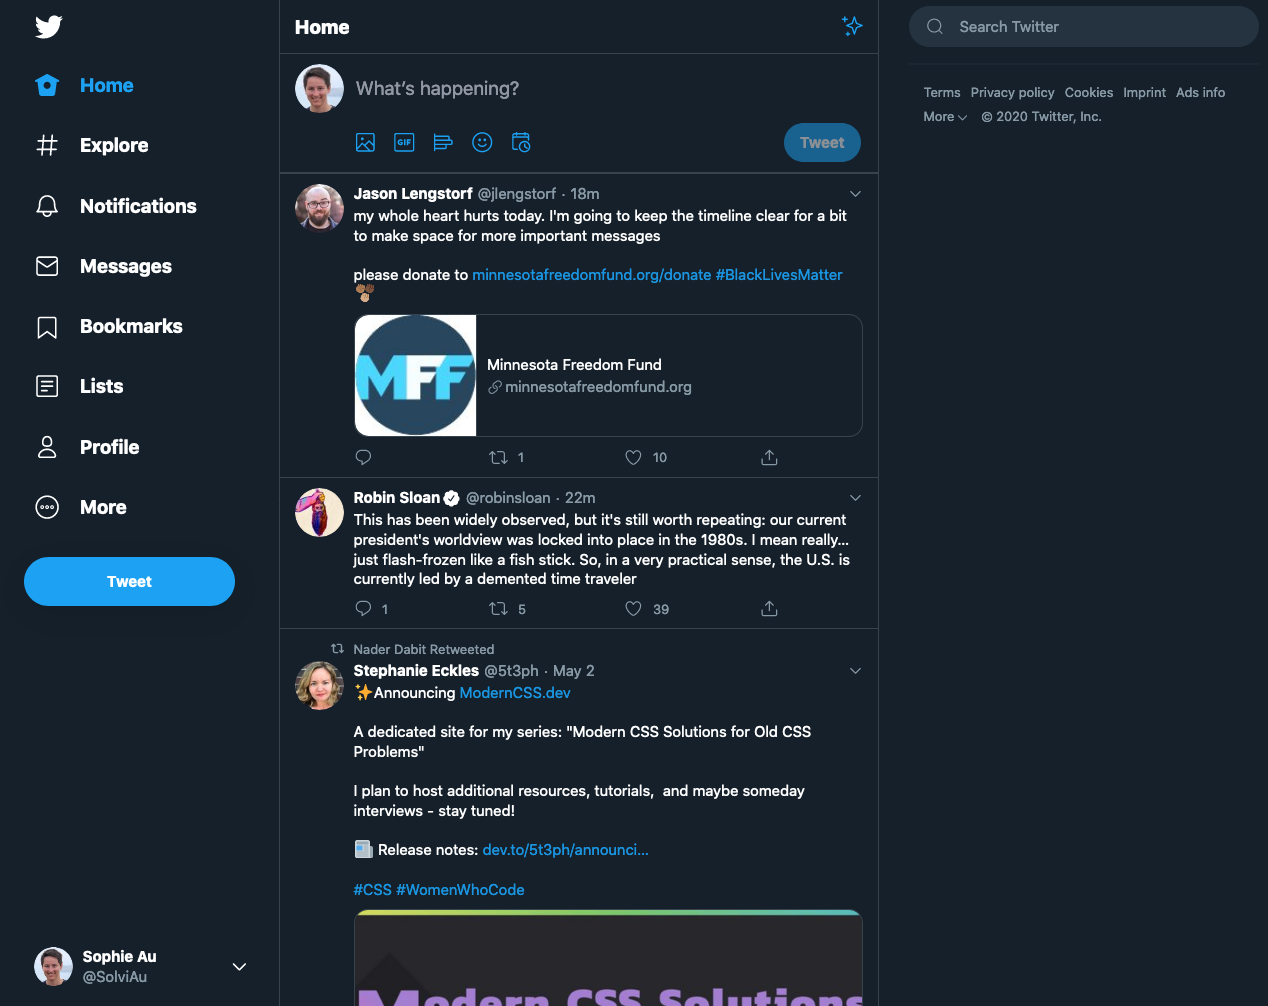 Home
Explore
Notifications
Messages
Bookmarks
Lists
Profile
More
Tweet
Sophie Au
@SolviAu
Home
What's happening?
GIF
Tweet
Jason Lengstorf @jlengstorf · 18m
my whole heart hurts today. I'm going to keep the timeline clear for a bit
to make space for more important messages
please donate to minnesotafreedomfund.org/donate #BlackLivesMatter
✊🏾✊🏿✊🏼
MFF
Minnesota Freedom Fund
minnesotafreedomfund.org
1 10
Robin Sloan @robinsloan · 22m
This has been widely observed, but it's still worth repeating: our current
president's worldview was locked into place in the 1980s. I mean really...
just flash-frozen like a fish stick. So, in a very practical sense, the U.S. is
currently led by a demented time traveler
1 5 39
Nader Dabit Retweeted
Stephanie Eckles @5t3ph · May 2
✨Announcing ModernCSS.dev
A dedicated site for my series: "Modern CSS Solutions for Old CSS
Problems"
I plan to host additional resources, tutorials,  and maybe someday
interviews - stay tuned!
📰 Release notes: dev.to/5t3ph/announci...
#CSS #WomenWhoCode
Modern CSS Solutions
Search Twitter
Terms Privacy policy Cookies Imprint Ads info
More © 2020 Twitter, Inc.